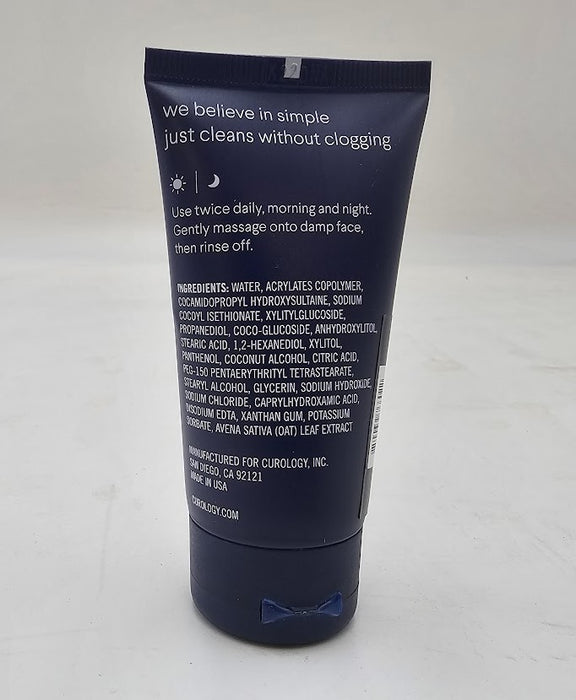 we believe in simple
just cleans without clogging
Use twice daily, morning and night.
Gently massage onto damp face,
then rinse off.
INGREDIENTS: WATER, ACRYLATES COPOLYMER,
COCAMIDOPROPYL HYDROXYSULTAINE, SODIUM
COCOYL ISETHIONATE, XYLITYLGLUCOSIDE,
PROPANEDIOL, COCO-GLUCOSIDE, ANHYDROXYLITOL,
STEARIC ACID, 1,2-HEXANEDIOL, XYLITOL,
PANTHENOL, COCONUT ALCOHOL, CITRIC ACID,
PEG-150 PENTAERYTHRITYL TETRASTEARATE,
STEARYL ALCOHOL, GLYCERIN, SODIUM HYDROXIDE,
SODIUM CHLORIDE, CAPRYLHYDROXAMIC ACID,
DISODIUM EDTA, XANTHAN GUM, POTASSIUM
SORBATE, AVENA SATIVA (OAT) LEAF EXTRACT
MANUFACTURED FOR CUROLOGY, INC.
SAN DIEGO, CA 92121
MADE IN USA
CUROLOGY.COM